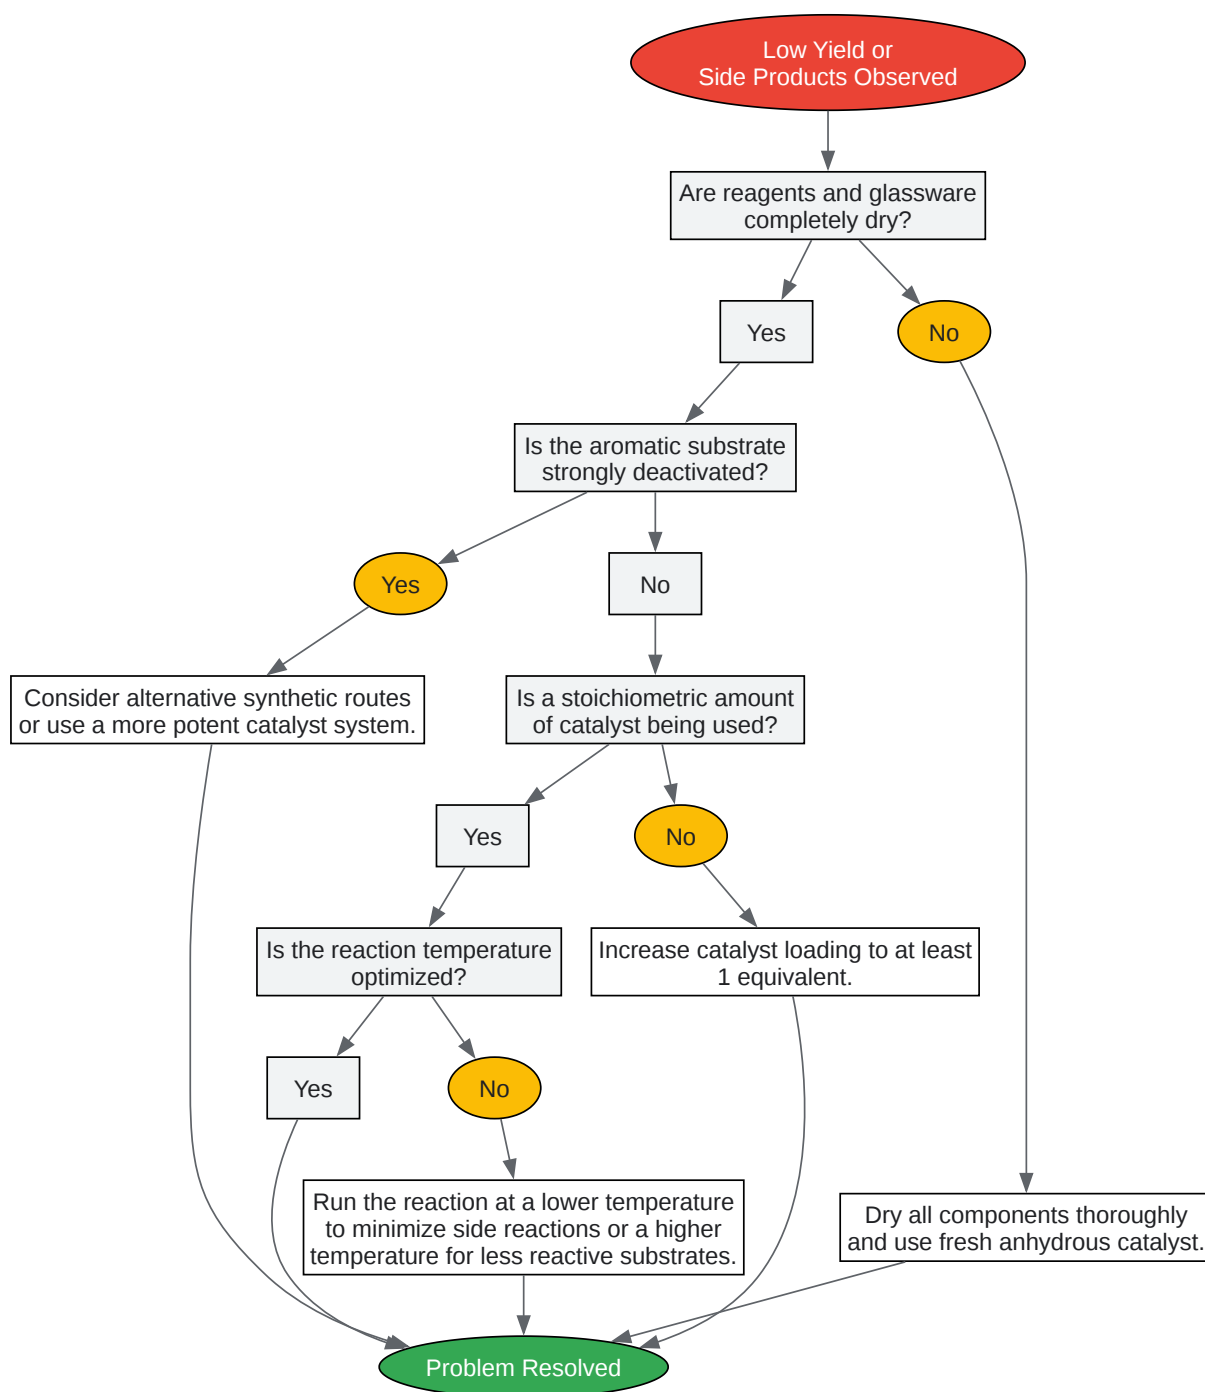 Low Yield or
Side Products Observed
Are reagents and glassware
completely dry?
Yes
No
Is the aromatic substrate
strongly deactivated?
Yes
No
Consider alternative synthetic routes
or use a more potent catalyst system.
Is a stoichiometric amount
of catalyst being used?
Yes
No
Is the reaction temperature
optimized?
Increase catalyst loading to at least
1 equivalent.
Yes
No
Run the reaction at a lower temperature
to minimize side reactions or a higher
temperature for less reactive substrates.
Dry all components thoroughly
and use fresh anhydrous catalyst.
Problem Resolved